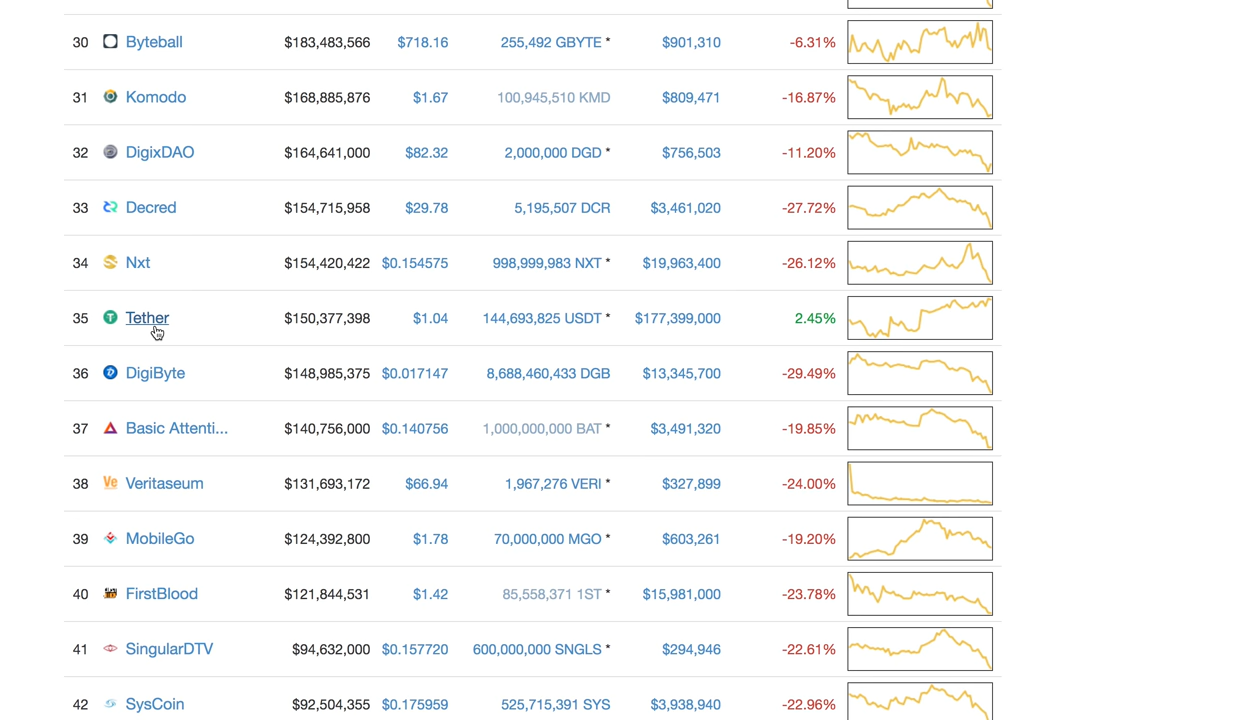 30 Byteball $183,483,566 $718.16 255,492 GBYTE * $901,310 -6.31%
31 Komodo $168,885,876 $1.67 100,945,510 KMD $809,471 -16.87%
32 DigixDAO $164,641,000 $82.32 2,000,000 DGD * $756,503 -11.20%
33 Decred $154,715,958 $29.78 5,195,507 DCR $3,461,020 -27.72%
34 Nxt $154,420,422 $0.154575 998,999,983 NXT * $19,963,400 -26.12%
35 Tether $150,377,398 $1.04 144,693,825 USDT * $177,399,000 2.45%
36 DigiByte $148,985,375 $0.017147 8,688,460,433 DGB $13,345,700 -29.49%
37 Basic Attenti... $140,756,000 $0.140756 1,000,000,000 BAT * $3,491,320 -19.85%
38 Ve Veritaseum $131,693,172 $66.94 1,967,276 VERI * $327,899 -24.00%
39 MobileGo $124,392,800 $1.78 70,000,000 MGO * $603,261 -19.20%
40 FirstBlood $121,844,531 $1.42 85,558,371 1ST * $15,981,000 -23.78%
41 SingularDTV $94,632,000 $0.157720 600,000,000 SNGLS * $294,946 -22.61%
42 SysCoin $92,504,355 $0.175959 525,715,391 SYS $3,938,940 -22.96%